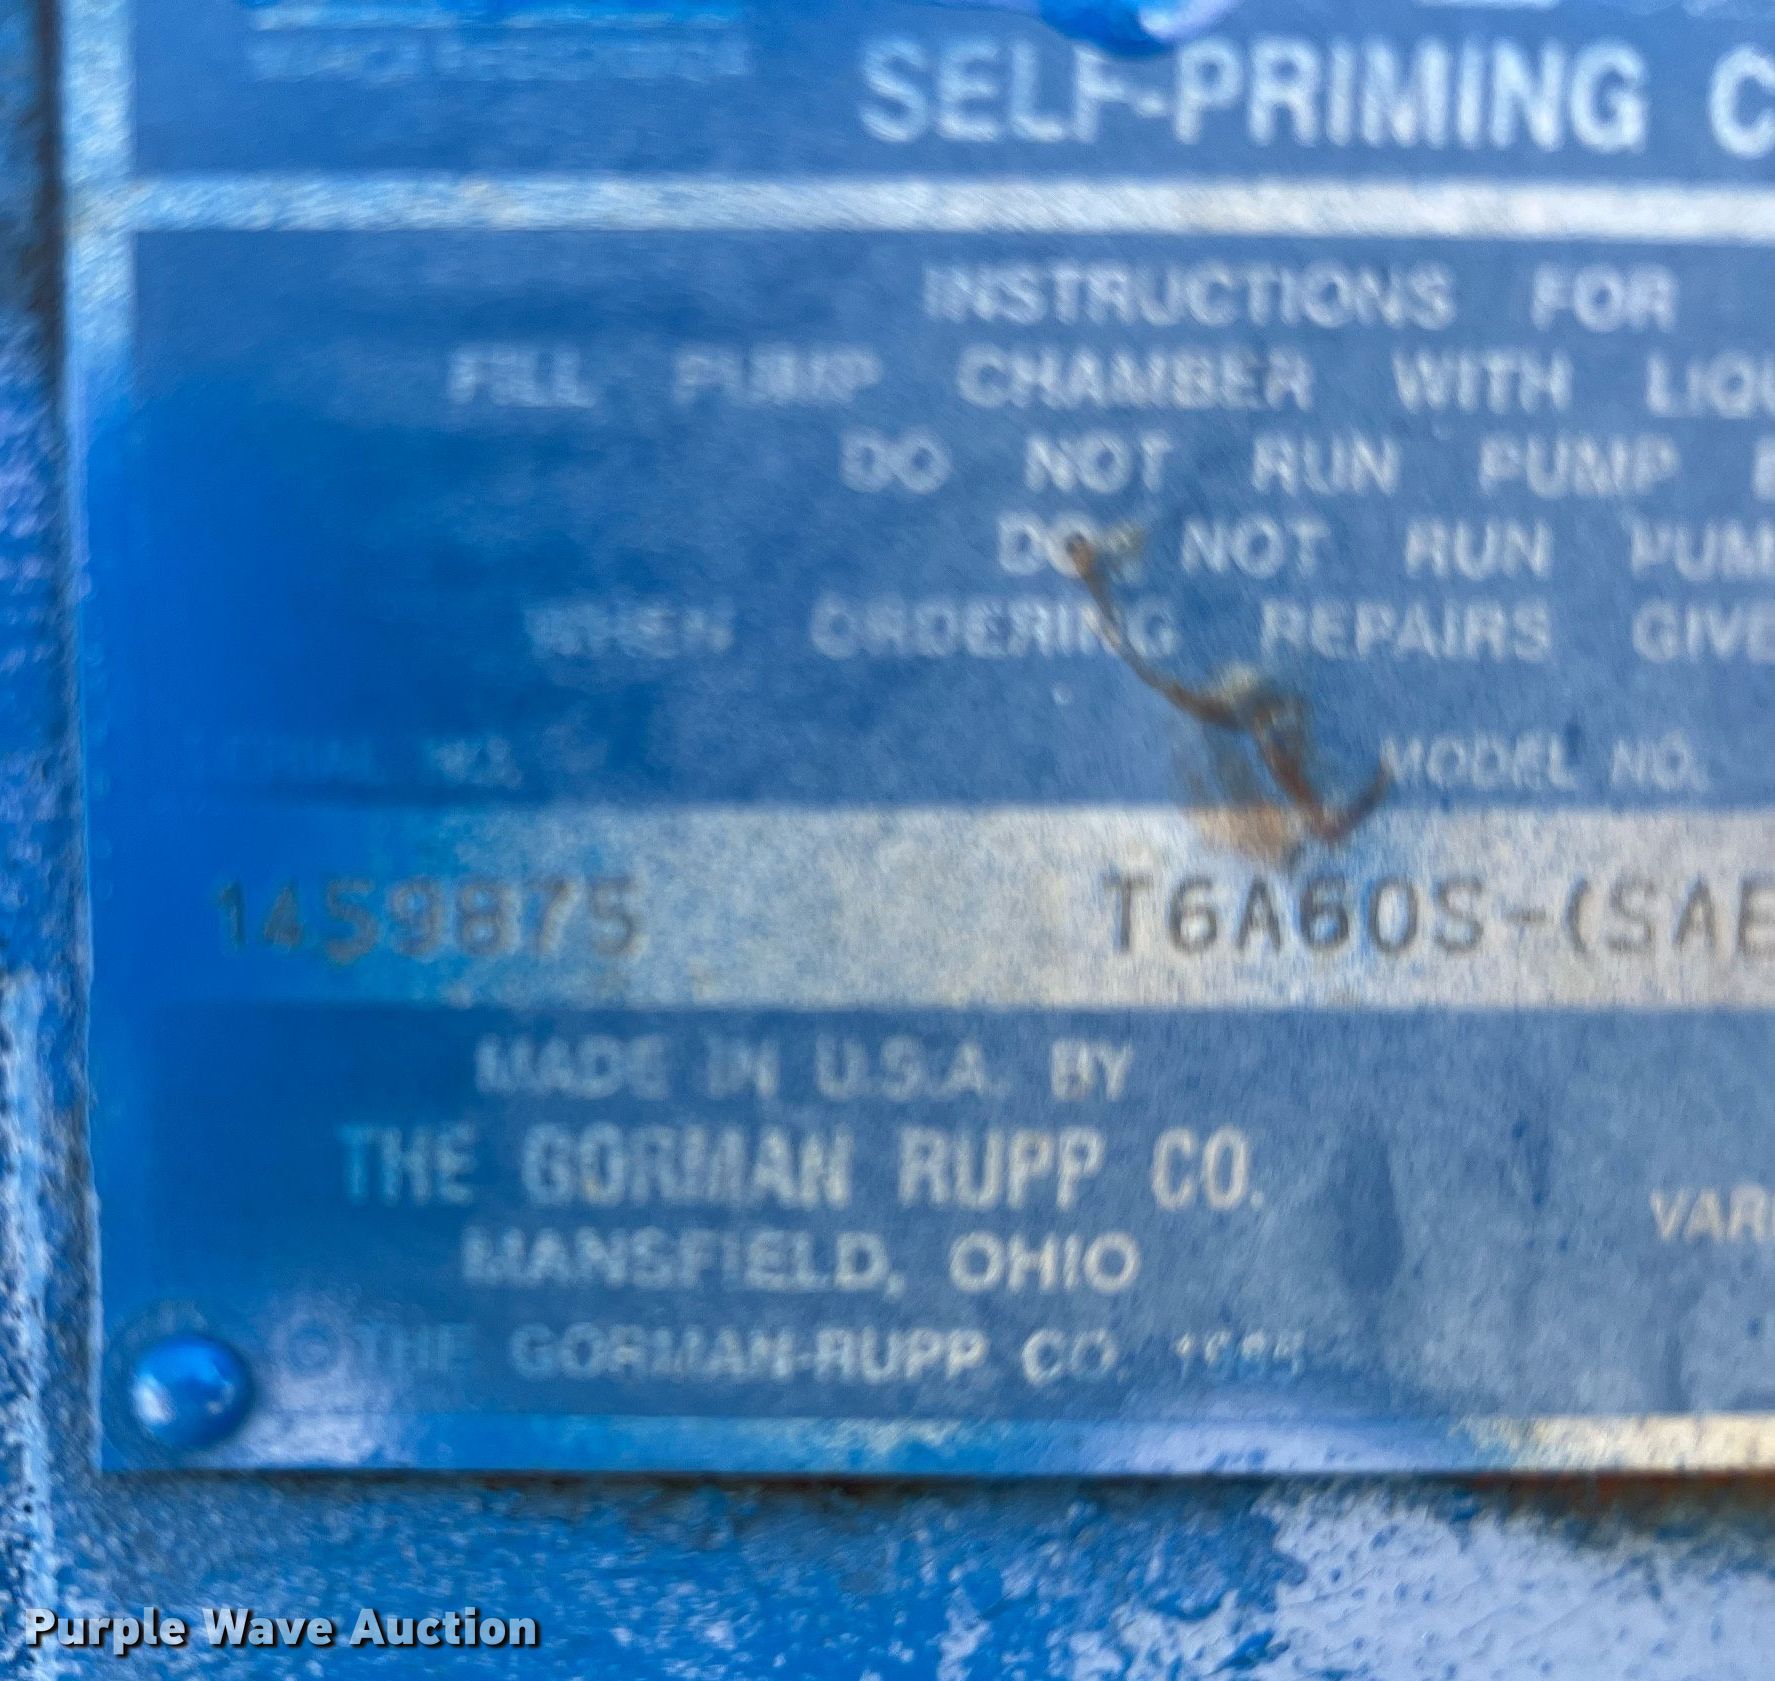 SELF-PRIMING C
INSTRUCTIONS FOR
FILL PUMP CHAMBER WITH LIQU
DO NOT RUN PUMP
DO NOT RUN PUM
WHEN ORDERING REPAIRS GIVE
MODEL NO.
1459875 T6A60S-(SAE
MADE IN U.S.A. BY
THE GORMAN RUPP CO.
MANSFIELD, OHIO
VAR
© THE GORMAN-RUPP CO.
Purple Wave Auction